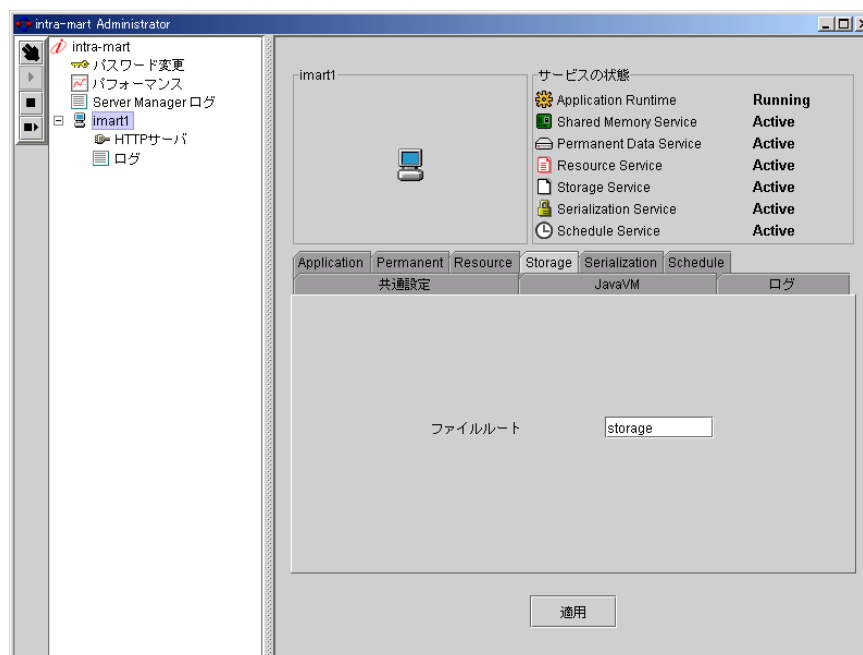 intra-mart Administrator
intra-mart
パスワード変更
パフォーマンス
Server Manager ログ
imart1
HTTPサーバ
ログ
imart1
サービスの状態
Application Runtime Running
Shared Memory Service Active
Permanent Data Service Active
Resource Service Active
Storage Service Active
Serialization Service Active
Schedule Service Active
Application Permanent Resource Storage Serialization Schedule
共通設定 JavaVM ログ
ファイルルート storage
適用